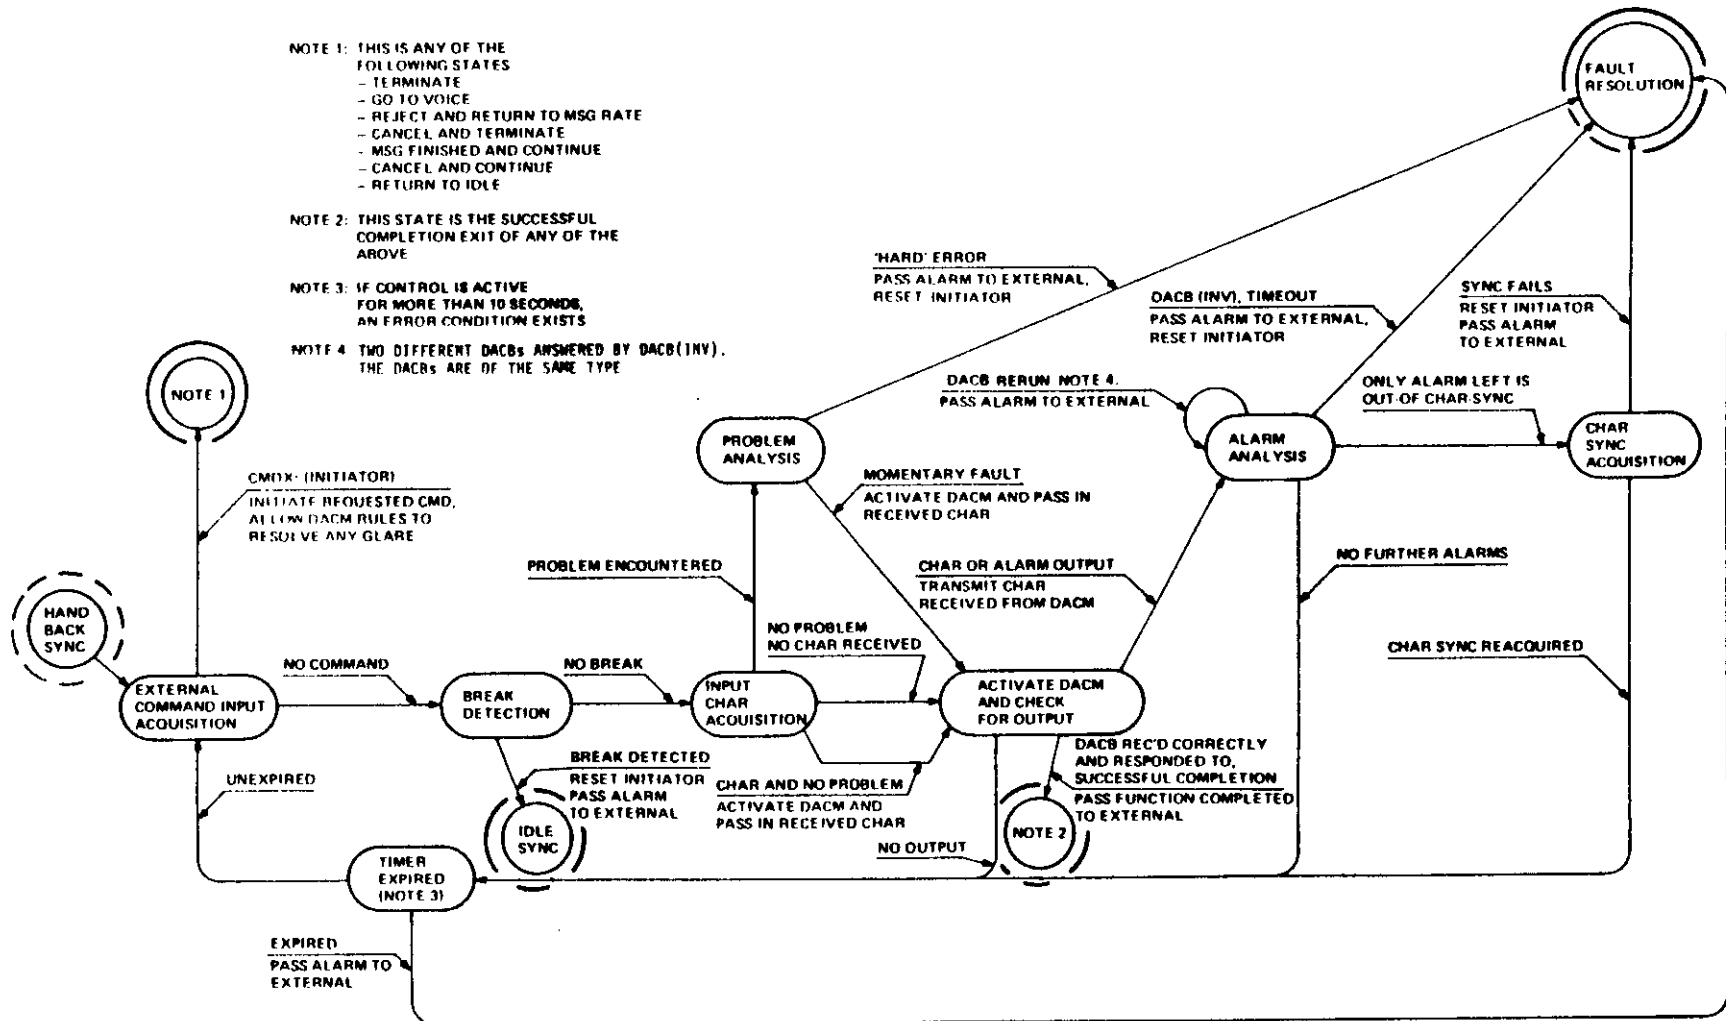 NOTE 1: THIS IS ANY OF THE
FOLLOWING STATES
– TERMINATE
– GO TO VOICE
– REJECT AND RETURN TO MSG RATE
– CANCEL AND TERMINATE
– MSG FINISHED AND CONTINUE
– CANCEL AND CONTINUE
– RETURN TO IDLE
NOTE 2: THIS STATE IS THE SUCCESSFUL
COMPLETION EXIT OF ANY OF THE
ABOVE
NOTE 3: IF CONTROL IS ACTIVE
FOR MORE THAN 10 SECONDS,
AN ERROR CONDITION EXISTS
NOTE 4 TWO DIFFERENT DACBs ANSWERED BY DACB(INV).
THE DACBs ARE OF THE SAME TYPE
FAULT
RESOLUTION
'HARD' ERROR
PASS ALARM TO EXTERNAL,
RESET INITIATOR
DACB (INV), TIMEOUT
PASS ALARM TO EXTERNAL,
RESET INITIATOR
SYNC FAILS
RESET INITIATOR
PASS ALARM
TO EXTERNAL
NOTE 1
DACB RERUN NOTE 4.
PASS ALARM TO EXTERNAL
ONLY ALARM LEFT IS
OUT-OF CHAR-SYNC
PROBLEM
ANALYSIS
ALARM
ANALYSIS
CHAR
SYNC
ACQUISITION
CMDX: (INITIATOR)
INITIATE REQUESTED CMD,
ALLOW DACM RULES TO
RESOLVE ANY GLARE
MOMENTARY FAULT
ACTIVATE DACM AND PASS IN
RECEIVED CHAR
PROBLEM ENCOUNTERED
CHAR OR ALARM OUTPUT
TRANSMIT CHAR
RECEIVED FROM DACM
NO FURTHER ALARMS
HAND
BACK
SYNC
NO PROBLEM
NO CHAR RECEIVED
CHAR SYNC REACQUIRED
NO COMMAND
NO BREAK
EXTERNAL
COMMAND INPUT
ACQUISITION
BREAK
DETECTION
INPUT
CHAR
ACQUISITION
ACTIVATE DACM
AND CHECK
FOR OUTPUT
UNEXPIRED
BREAK DETECTED
RESET INITIATOR
PASS ALARM
TO EXTERNAL
CHAR AND NO PROBLEM
ACTIVATE DACM AND
PASS IN RECEIVED CHAR
DACB REC'D CORRECTLY
AND RESPONDED TO,
SUCCESSFUL COMPLETION
PASS FUNCTION COMPLETED
TO EXTERNAL
IDLE
SYNC
NOTE 2
NO OUTPUT
TIMER
EXPIRED
(NOTE 3)
EXPIRED
PASS ALARM TO
EXTERNAL